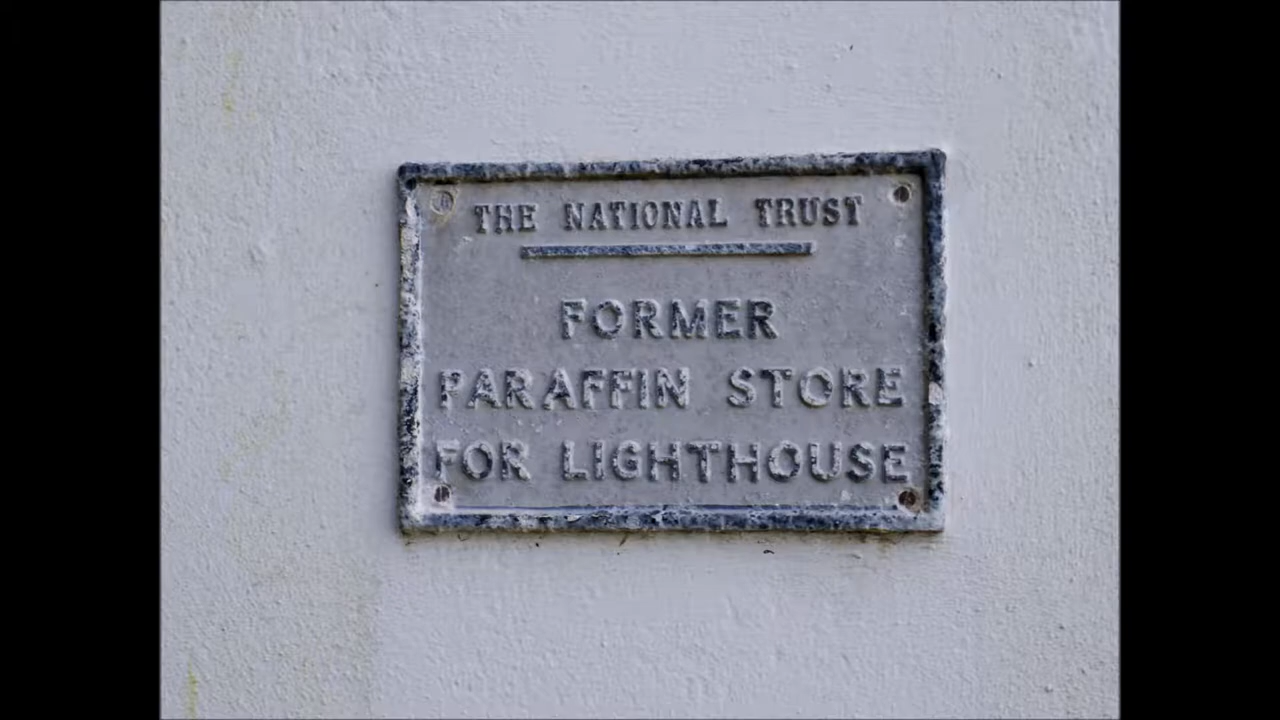 THE NATIONAL TRUST
FORMER
PARAFFIN STORE
FOR LIGHTHOUSE